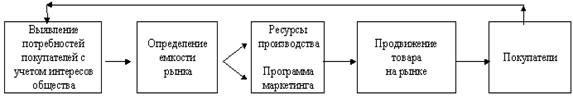 Выявление
потребностей
покупателей с
учетом интересов
общества
Определение
емкости
рынка
Ресурсы
производства
Программа
маркетинга
Продвижение
товара
на рынке
Покупатели